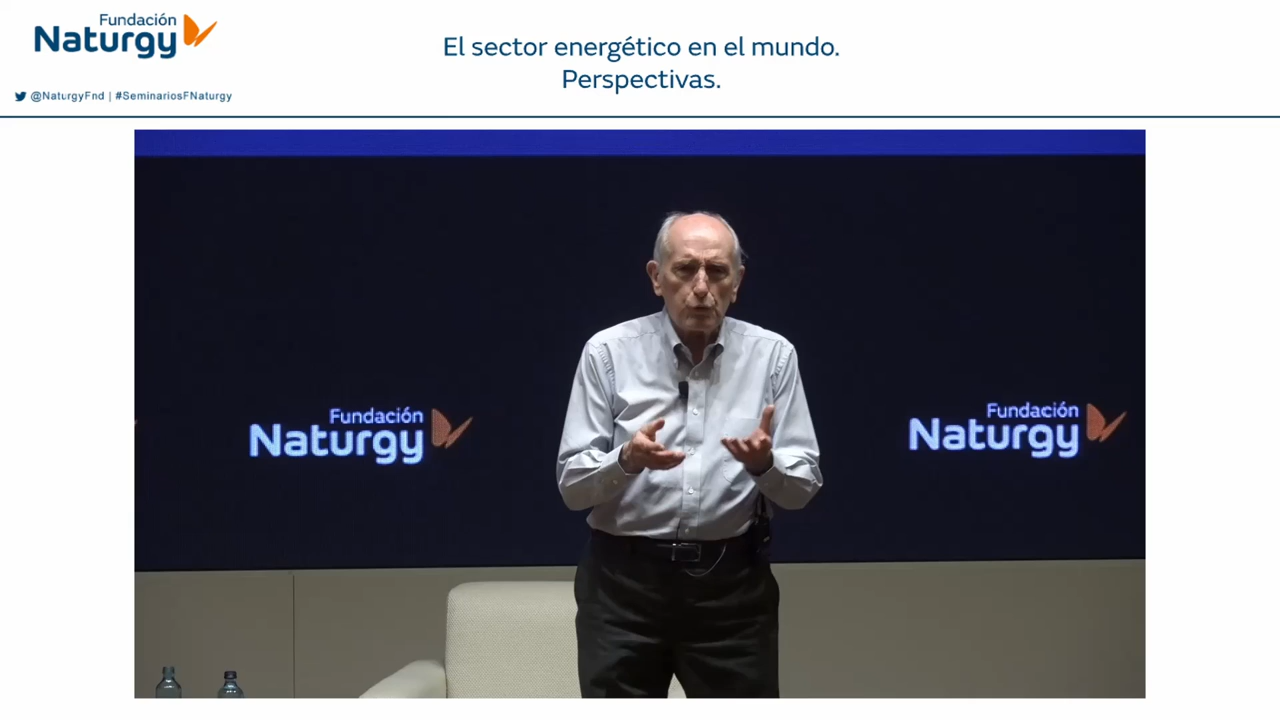 Fundación
Naturgy
@NaturgyFnd | #SeminariosFNaturgy
El sector energético en el mundo.
Perspectivas.
Fundación
Naturgy
Fundación
Naturgy